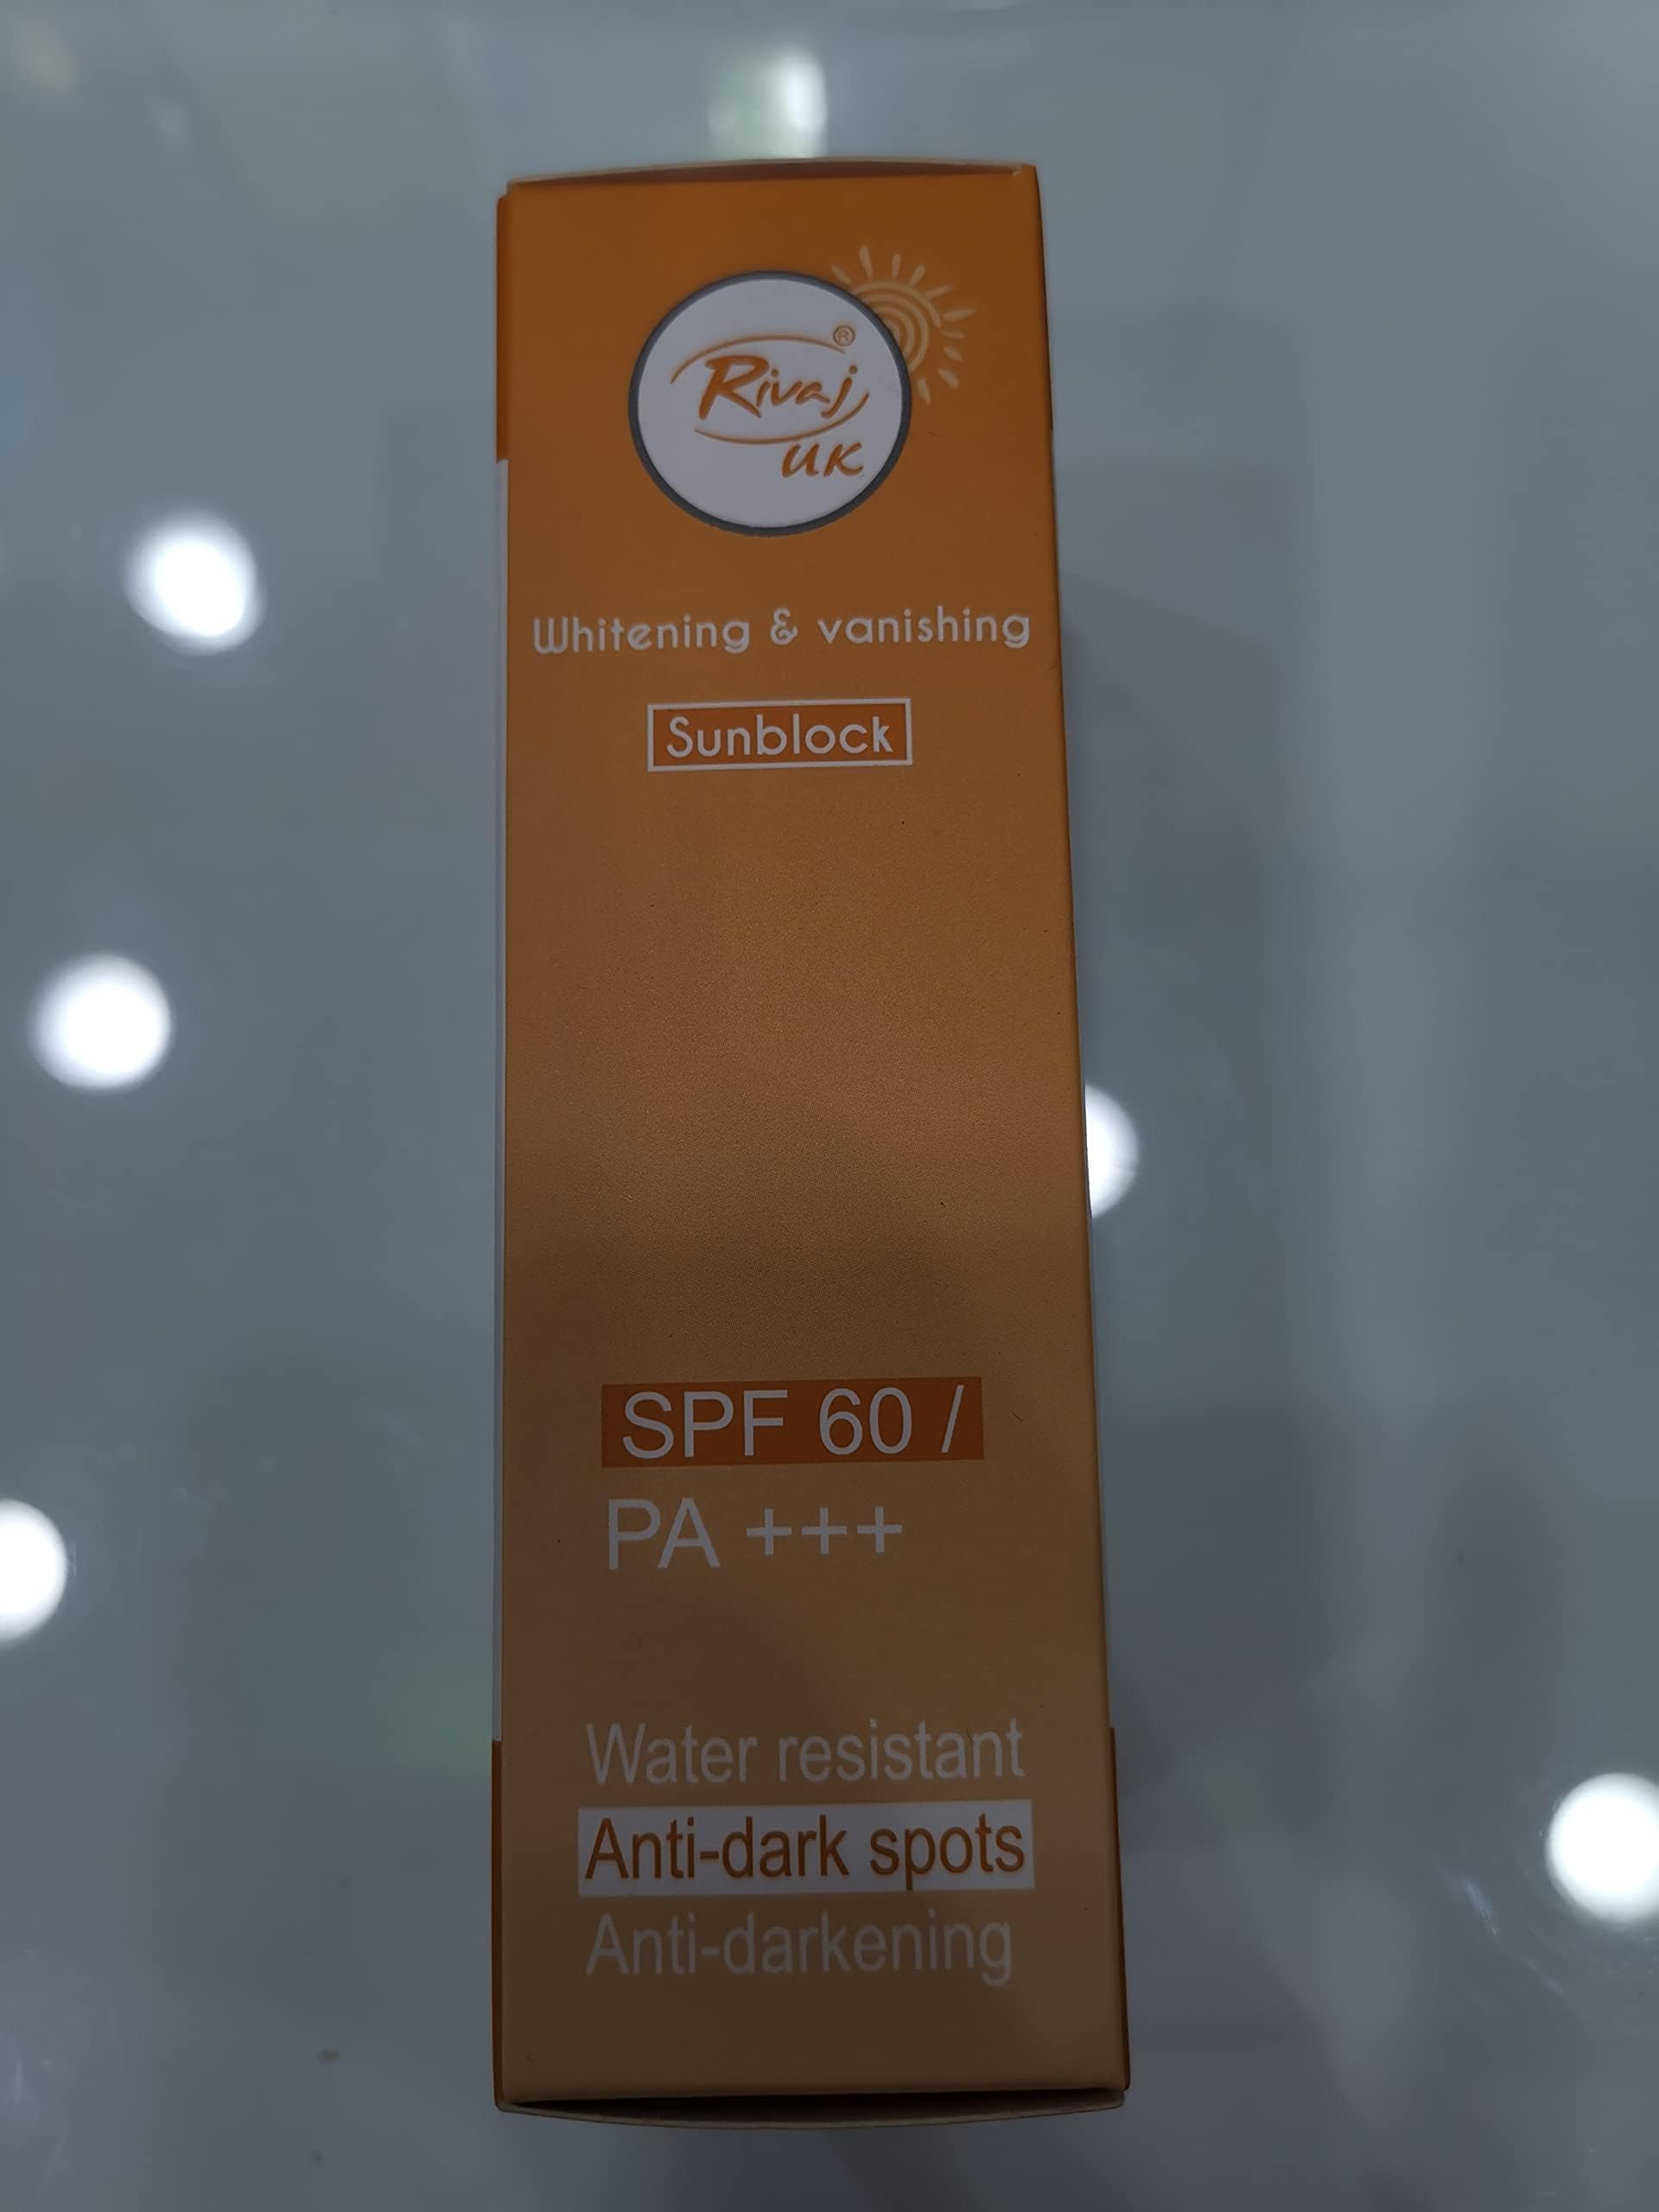 Rivaj®
UK
Whitening & vanishing
Sunblock
SPF 60 /
PA +++
Water resistant
Anti-dark spots
Anti-darkening